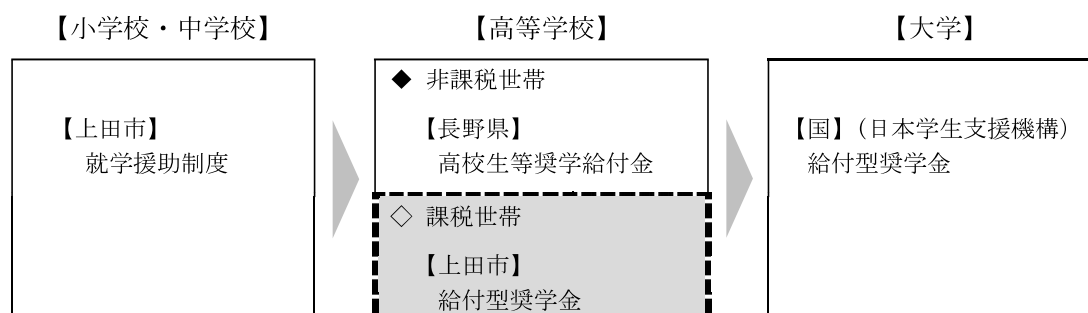 【小学校・中学校】
【上田市】
就学援助制度
【高等学校】
◆ 非課税世帯
【長野県】
高校生等奨学給付金
◇ 課税世帯
【上田市】
給付型奨学金
【大学】
【国】(日本学生支援機構)
給付型奨学金